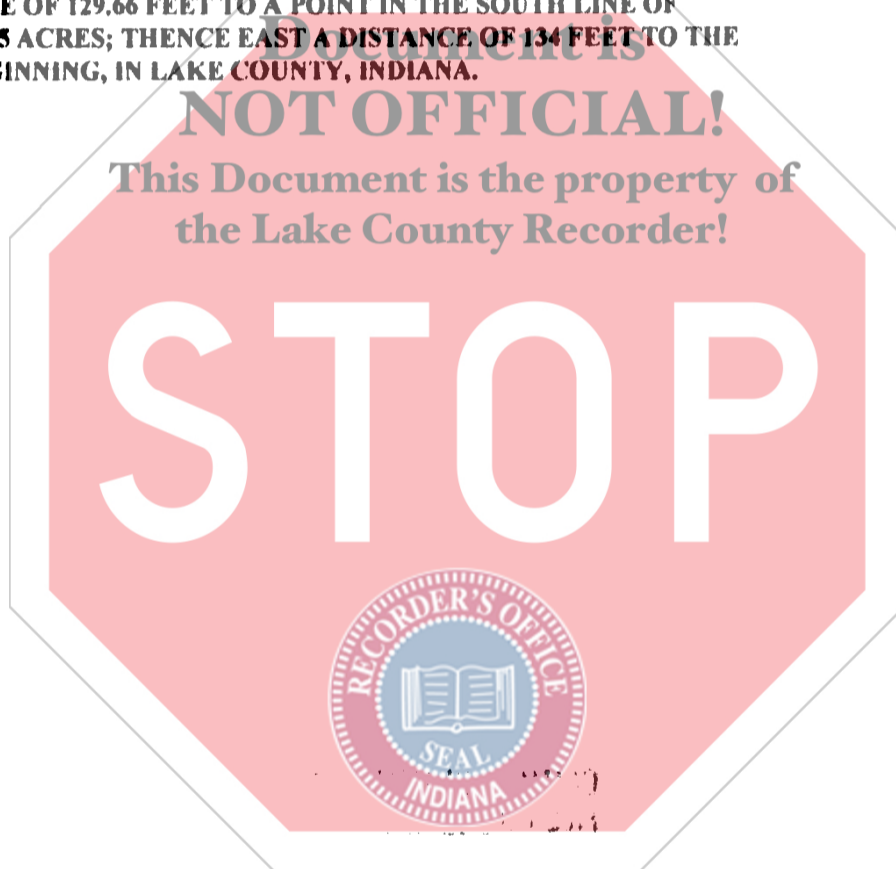 E OF 129.66 FEET TO A POINT IN THE SOUTH LINE OF
5 ACRES; THENCE EAST A DISTANCE OF 134 FEET TO THE
INNING, IN LAKE COUNTY, INDIANA.
Document is
NOT OFFICIAL!
This Document is the property of
the Lake County Recorder!
STOP
RECORDER'S OFFICE
SEAL
INDIANA